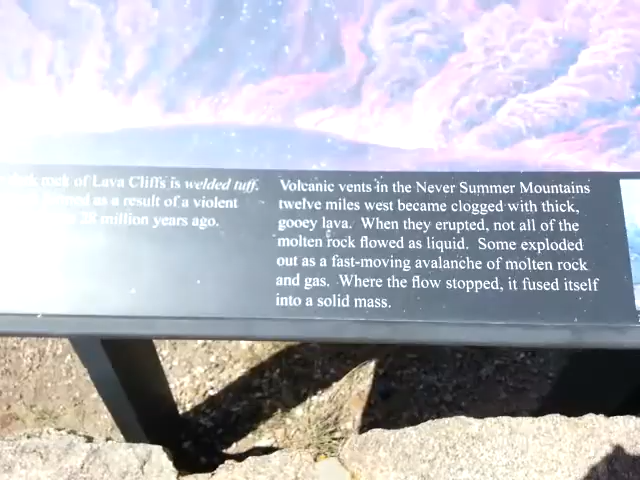 rock of Lava Cliffs is welded tuff.
as a result of a violent
28 million years ago.
Volcanic vents in the Never Summer Mountains
twelve miles west became clogged with thick,
gooey lava. When they erupted, not all of the
molten rock flowed as liquid. Some exploded
out as a fast-moving avalanche of molten rock
and gas. Where the flow stopped, it fused itself
into a solid mass.